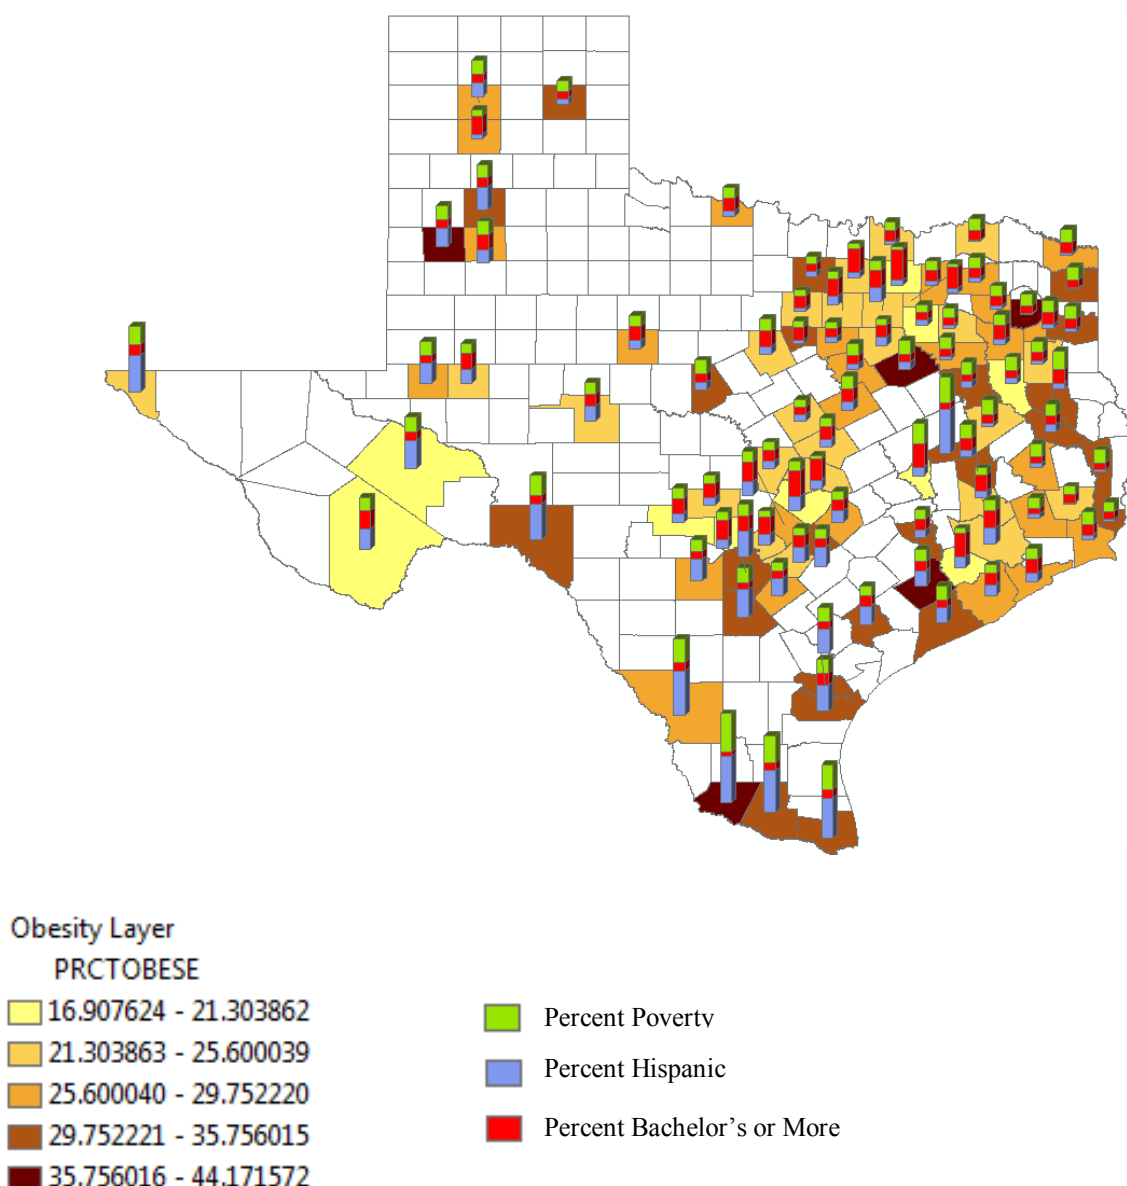 Obesity Layer
PRCTOBESE
16.907624 - 21.303862
21.303863 - 25.600039
25.600040 - 29.752220
29.752221 - 35.756015
35.756016 - 44.171572
Percent Poverty
Percent Hispanic
Percent Bachelor's or More